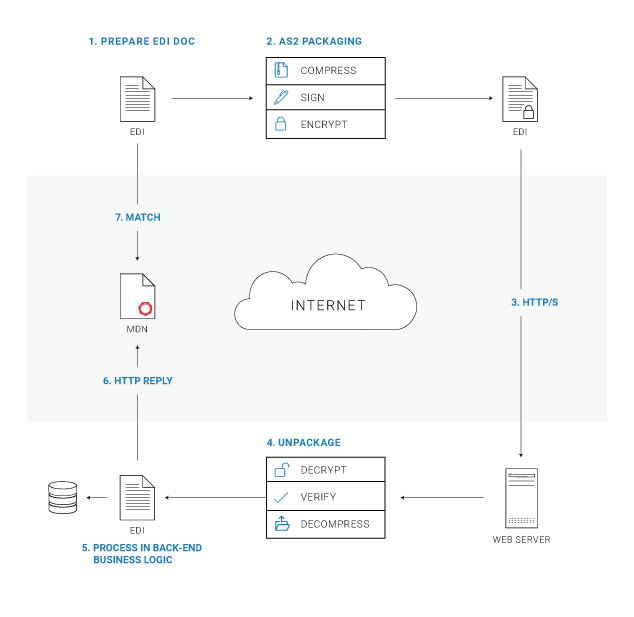 1. PREPARE EDI DOC
2. AS2 PACKAGING
COMPRESS
SIGN
ENCRYPT
EDI
EDI
7. MATCH
INTERNET
3. HTTP/S
MDN
6. HTTP REPLY
4. UNPACKAGE
DECRYPT
VERIFY
DECOMPRESS
EDI
WEB SERVER
5. PROCESS IN BACK-END
BUSINESS LOGIC